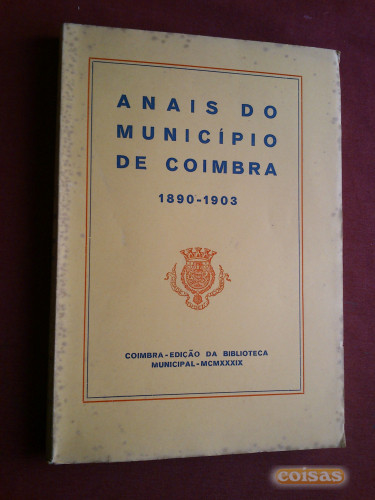 ANAIS DO
MUNICÍPIO
DE COIMBRA
1890-1903
COIMBRA-EDIÇÃO DA BIBLIOTECA
MUNICIPAL-MCMXXXIX
coisas